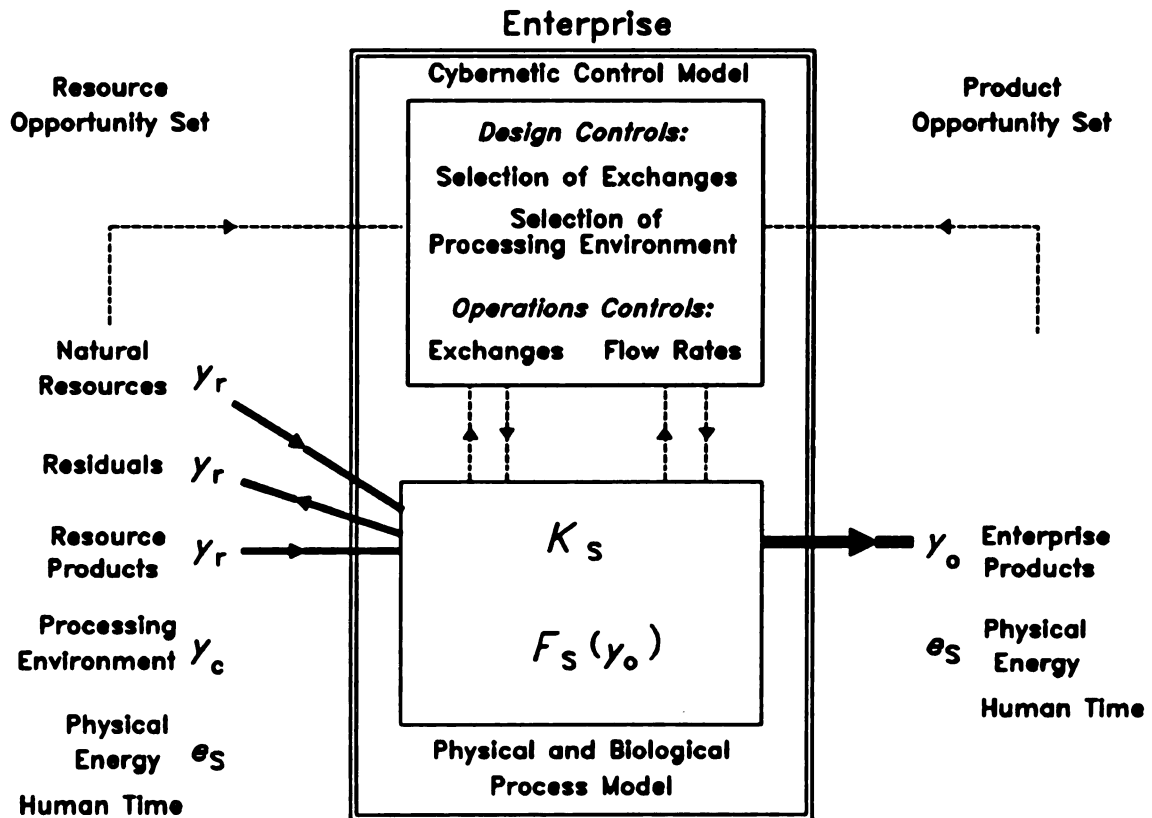 Enterprise
Resource
Opportunity Set
Cybernetic Control Model
Product
Opportunity Set
Design Controls:
Selection of Exchanges
Selection of
Processing Environment
Operations Controls:
Exchanges Flow Rates
Natural
Resources y_r
Residuals y_r
Resource
Products y_r
Processing
Environment y_c
Physical
Energy e_S
Human Time
K_S
F_S(y_o)
Physical and Biological
Process Model
y_o Enterprise
Products
e_S Physical
Energy
Human Time